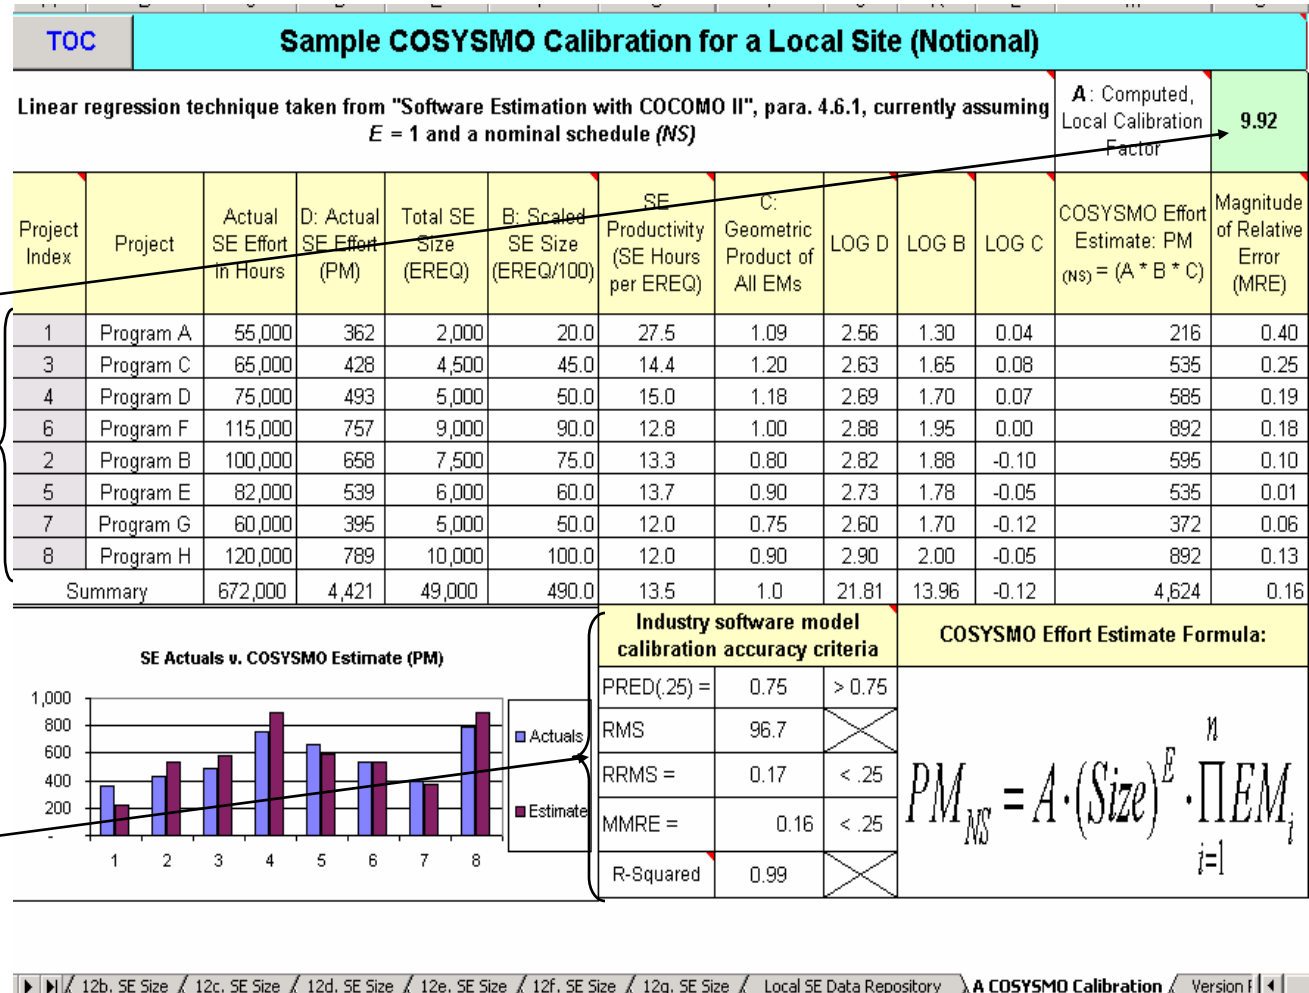 TOC
Sample COSYSMO Calibration for a Local Site (Notional)
Linear regression technique taken from "Software Estimation with COCOMO II", para. 4.6.1, currently assuming
E = 1 and a nominal schedule (NS)
A: Computed,
Local Calibration
Factor
9.92
Project
Index
Project
Actual
SE Effort
in Hours
D: Actual
SE Effort
(PM)
Total SE
Size
(EREQ)
B: Scaled
SE Size
(EREQ/100)
SE
Productivity
(SE Hours
per EREQ)
C:
Geometric
Product of
All EMs
LOG D
LOG B
LOG C
COSYSMO Effort
Estimate: PM
(NS) = (A * B * C)
Magnitude
of Relative
Error
(MRE)
1 Program A 55,000 362 2,000 20.0 27.5 1.09 2.56 1.30 0.04 216 0.40
3 Program C 65,000 428 4,500 45.0 14.4 1.20 2.63 1.65 0.08 535 0.25
4 Program D 75,000 493 5,000 50.0 15.0 1.18 2.69 1.70 0.07 585 0.19
6 Program F 115,000 757 9,000 90.0 12.8 1.00 2.88 1.95 0.00 892 0.18
2 Program B 100,000 658 7,500 75.0 13.3 0.80 2.82 1.88 -0.10 595 0.10
5 Program E 82,000 539 6,000 60.0 13.7 0.90 2.73 1.78 -0.05 535 0.01
7 Program G 60,000 395 5,000 50.0 12.0 0.75 2.60 1.70 -0.12 372 0.06
8 Program H 120,000 789 10,000 100.0 12.0 0.90 2.90 2.00 -0.05 892 0.13
Summary 672,000 4,421 49,000 490.0 13.5 1.0 21.81 13.96 -0.12 4,624 0.16
SE Actuals v. COSYSMO Estimate (PM)
1,000
800
600
400
200
-
1 2 3 4 5 6 7 8
Actuals
Estimate
Industry software model
calibration accuracy criteria
PRED(.25) = 0.75 > 0.75
RMS 96.7
RRMS = 0.17 < .25
MMRE = 0.16 < .25
R-Squared 0.99
COSYSMO Effort Estimate Formula:
PM_NS = A · (Size)^E · ∏_{i=1}^{n} EM_i
12b. SE Size 12c. SE Size 12d. SE Size 12e. SE Size 12f. SE Size 12g. SE Size Local SE Data Repository A COSYSMO Calibration Version